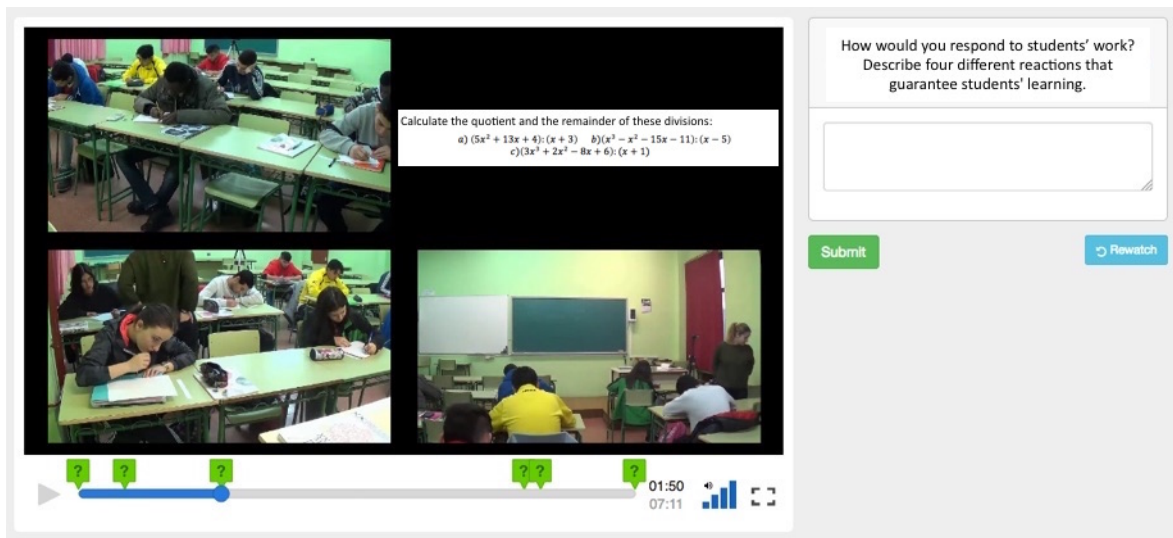 Calculate the quotient and the remainder of these divisions:
a) (5x² + 13x + 4): (x + 3) b)(x³ − x² − 15x − 11): (x − 5)
c)(3x³ + 2x² − 8x + 6): (x + 1)
? ? ? ? ? ?
01:50
07:11
How would you respond to students' work?
Describe four different reactions that
guarantee students' learning.
Submit
Rewatch